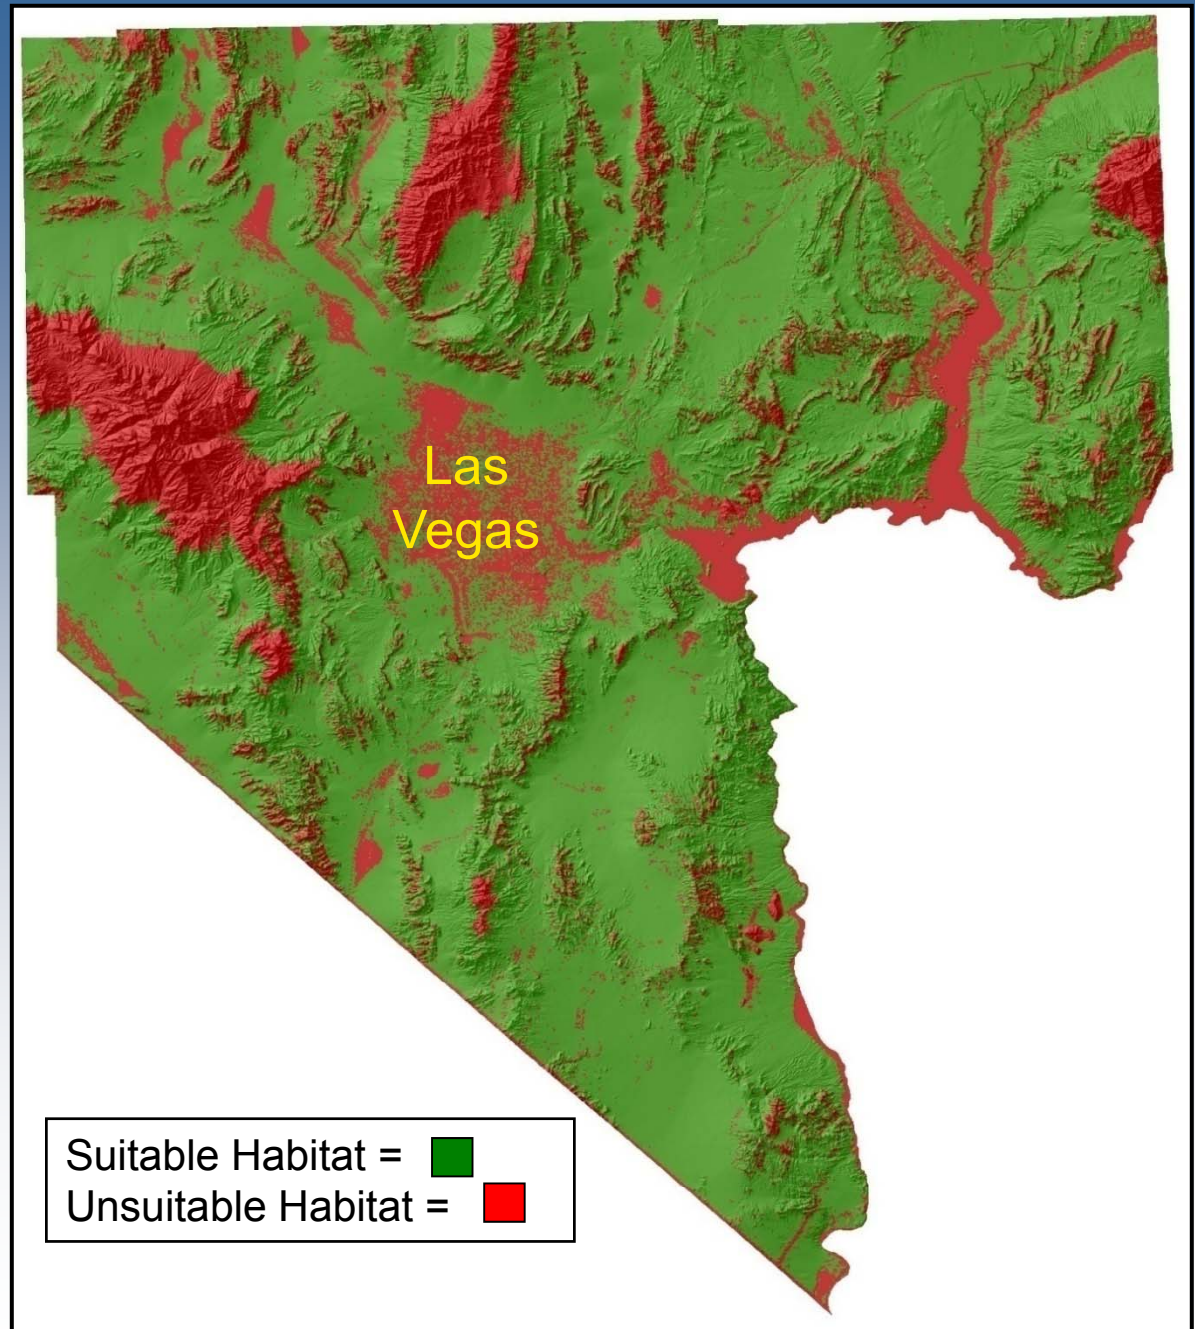 Las
Vegas
Suitable Habitat =
Unsuitable Habitat =